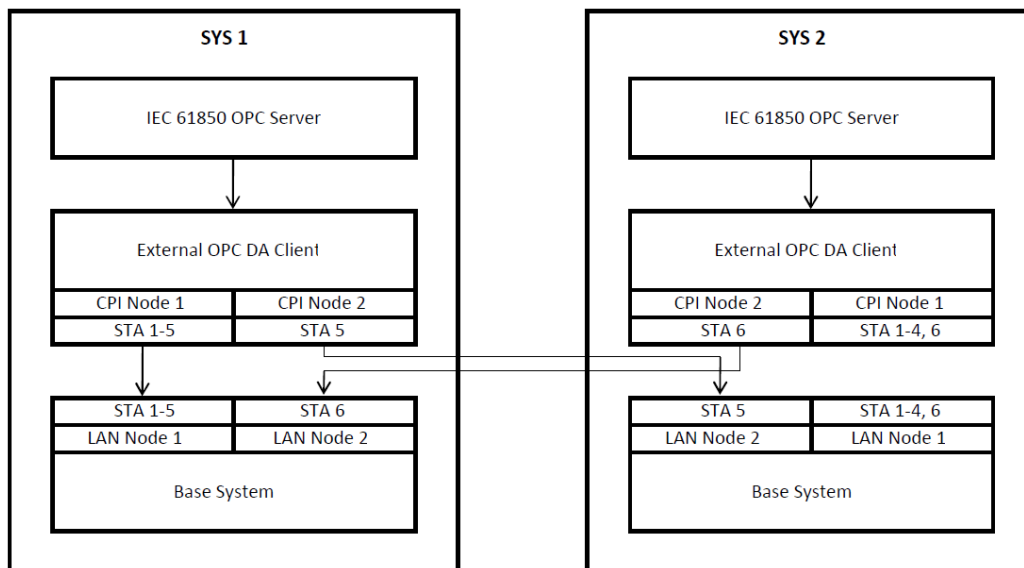 SYS 1
IEC 61850 OPC Server
External OPC DA Client
CPI Node 1
CPI Node 2
STA 1-5
STA 5
STA 1-5
STA 6
LAN Node 1
LAN Node 2
Base System
SYS 2
IEC 61850 OPC Server
External OPC DA Client
CPI Node 2
CPI Node 1
STA 6
STA 1-4, 6
STA 5
STA 1-4, 6
LAN Node 2
LAN Node 1
Base System